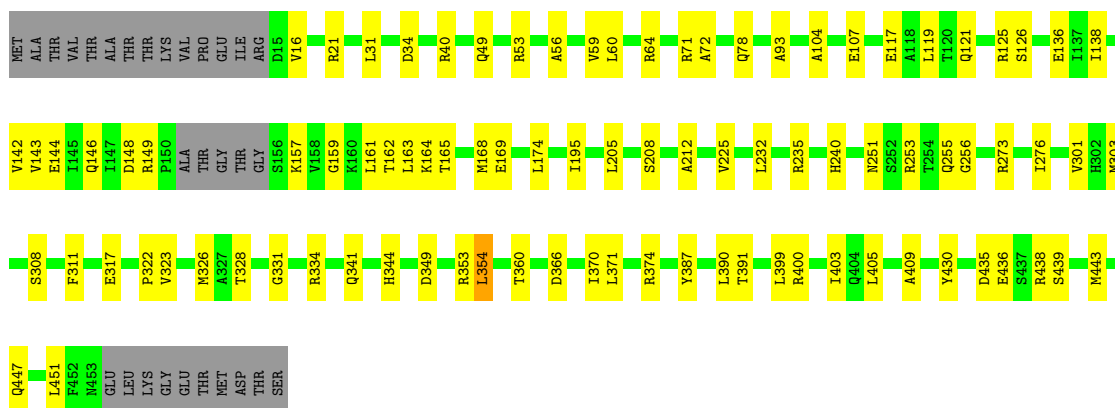 MET ALA THR VAL THR ALA THR THR LYS VAL PRO GLU ILE ARG D15 V16 R21 L31 D34 R40 Q49 R53 A56 V59 L60 R64 R71 A72 Q78 A93 A104 E107 E117 A118 L119 T120 Q121 R125 S126 E136 I137 I138
V142 V143 E144 I145 Q146 I147 D148 R149 P150 ALA THR GLY THR GLY S156 K157 V158 G159 K160 L161 T162 L163 K164 T165 M168 E169 L174 I195 L205 S208 A212 V225 L232 R235 H240 N251 S252 R253 T254 Q255 G256 R273 I276 V301 H302 M303
S308 F311 E317 P322 V323 M326 A327 T328 G331 R334 Q341 H344 D349 R353 L354 T360 D366 I370 L371 R374 Y387 L390 T391 L399 R400 I403 Q404 L405 A409 Y430 D435 E436 S437 R438 S439 M443
Q447 L451 F452 N453 GLU LEU LYS GLY GLU THR MET ASP THR SER